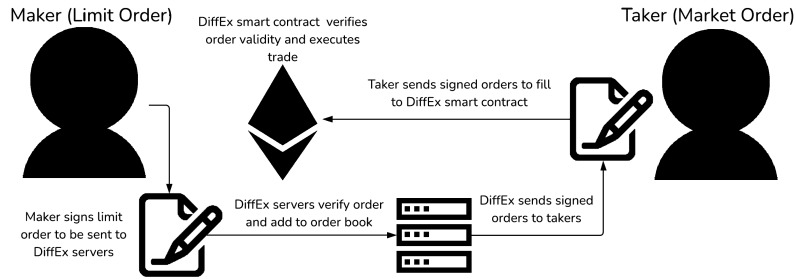 Maker (Limit Order)
DiffEx smart contract verifies
order validity and executes
trade
Taker (Market Order)
Taker sends signed orders to fill
to DiffEx smart contract
Maker signs limit
order to be sent to
DiffEx servers
DiffEx servers verify order
and add to order book
DiffEx sends signed
orders to takers